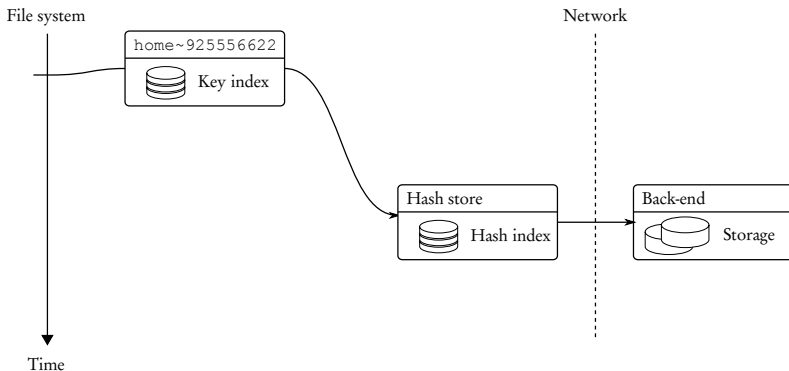 File system
Network
home~925556622
Key index
Hash store
Hash index
Back-end
Storage
Time